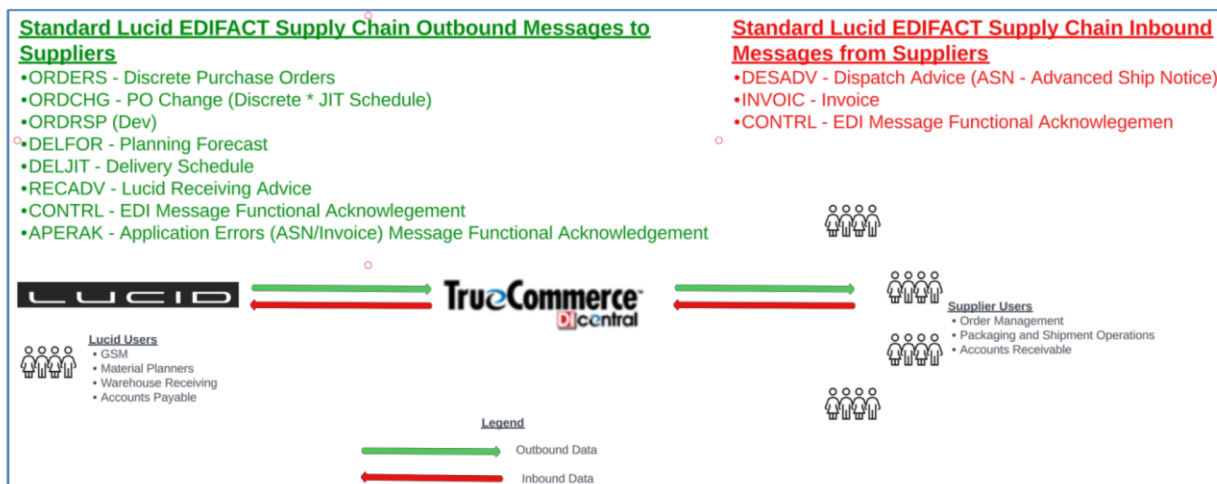 Standard Lucid EDIFACT Supply Chain Outbound Messages to
Suppliers
•ORDERS - Discrete Purchase Orders
•ORDCHG - PO Change (Discrete * JIT Schedule)
•ORDRSP (Dev)
•DELFOR - Planning Forecast
•DELJIT - Delivery Schedule
•RECADV - Lucid Receiving Advice
•CONTRL - EDI Message Functional Acknowlegement
•APERAK - Application Errors (ASN/Invoice) Message Functional Acknowledgement
Standard Lucid EDIFACT Supply Chain Inbound
Messages from Suppliers
•DESADV - Dispatch Advice (ASN - Advanced Ship Notice)
•INVOIC - Invoice
•CONTRL - EDI Message Functional Acknowlegemen
LUCID
TrueCommerce™
DIcentral
Lucid Users
• GSM
• Material Planners
• Warehouse Receiving
• Accounts Payable
Supplier Users
• Order Management
• Packaging and Shipment Operations
• Accounts Receivable
Legend
Outbound Data
Inbound Data